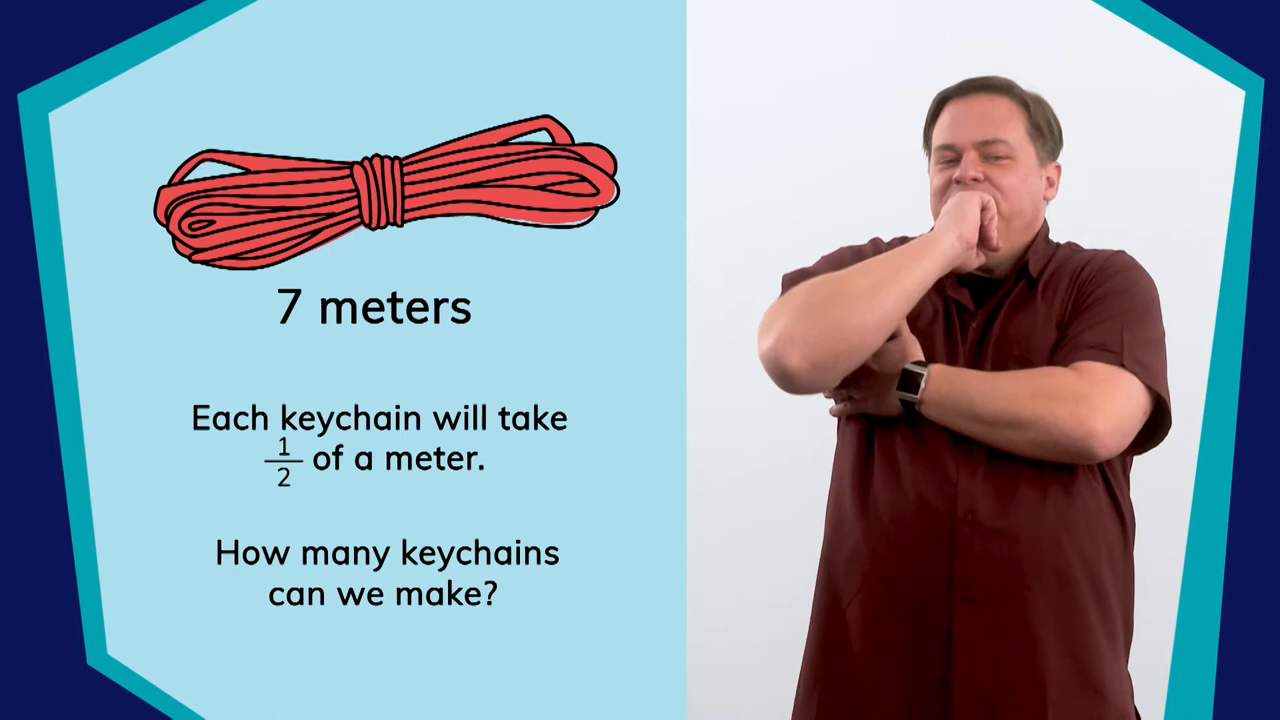 7 meters
Each keychain will take
1/2 of a meter.
How many keychains
can we make?